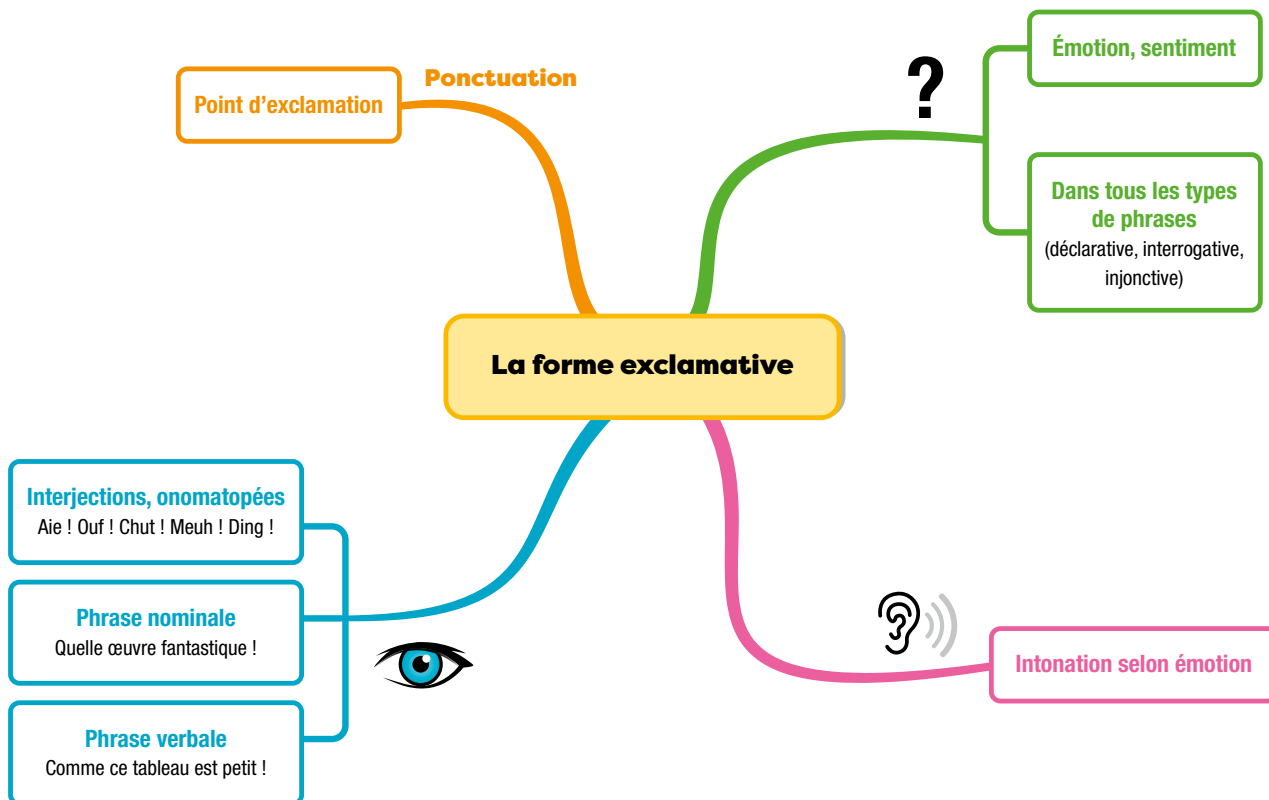 Ponctuation
Point d'exclamation
?
Émotion, sentiment
Dans tous les types
de phrases
(déclarative, interrogative,
injonctive)
La forme exclamative
Interjections, onomatopées
Aie ! Ouf ! Chut ! Meuh ! Ding !
Phrase nominale
Quelle œuvre fantastique !
Phrase verbale
Comme ce tableau est petit !
Intonation selon émotion